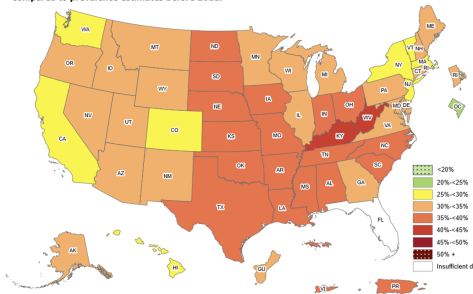 compared to prevalence estimates before 2011.
WA
ME
MT
ND
MN
VT
NH
OR
ID
SD
WI
NY
MA
RI
CT
MI
WY
RI
IA
PA
NJ
NE
NV
OH
MD
DE
DC
IL
IN
UT
WV
CO
VA
CA
KS
MO
KY
NC
TN
OK
AZ
NM
AR
SC
MS
AL
GA
TX
LA
FL
AK
HI
GU
VI
PR
<20%
20%-<25%
25%-<30%
30%-<35%
35%-<40%
40%-<45%
45%-<50%
50% +
Insufficient d